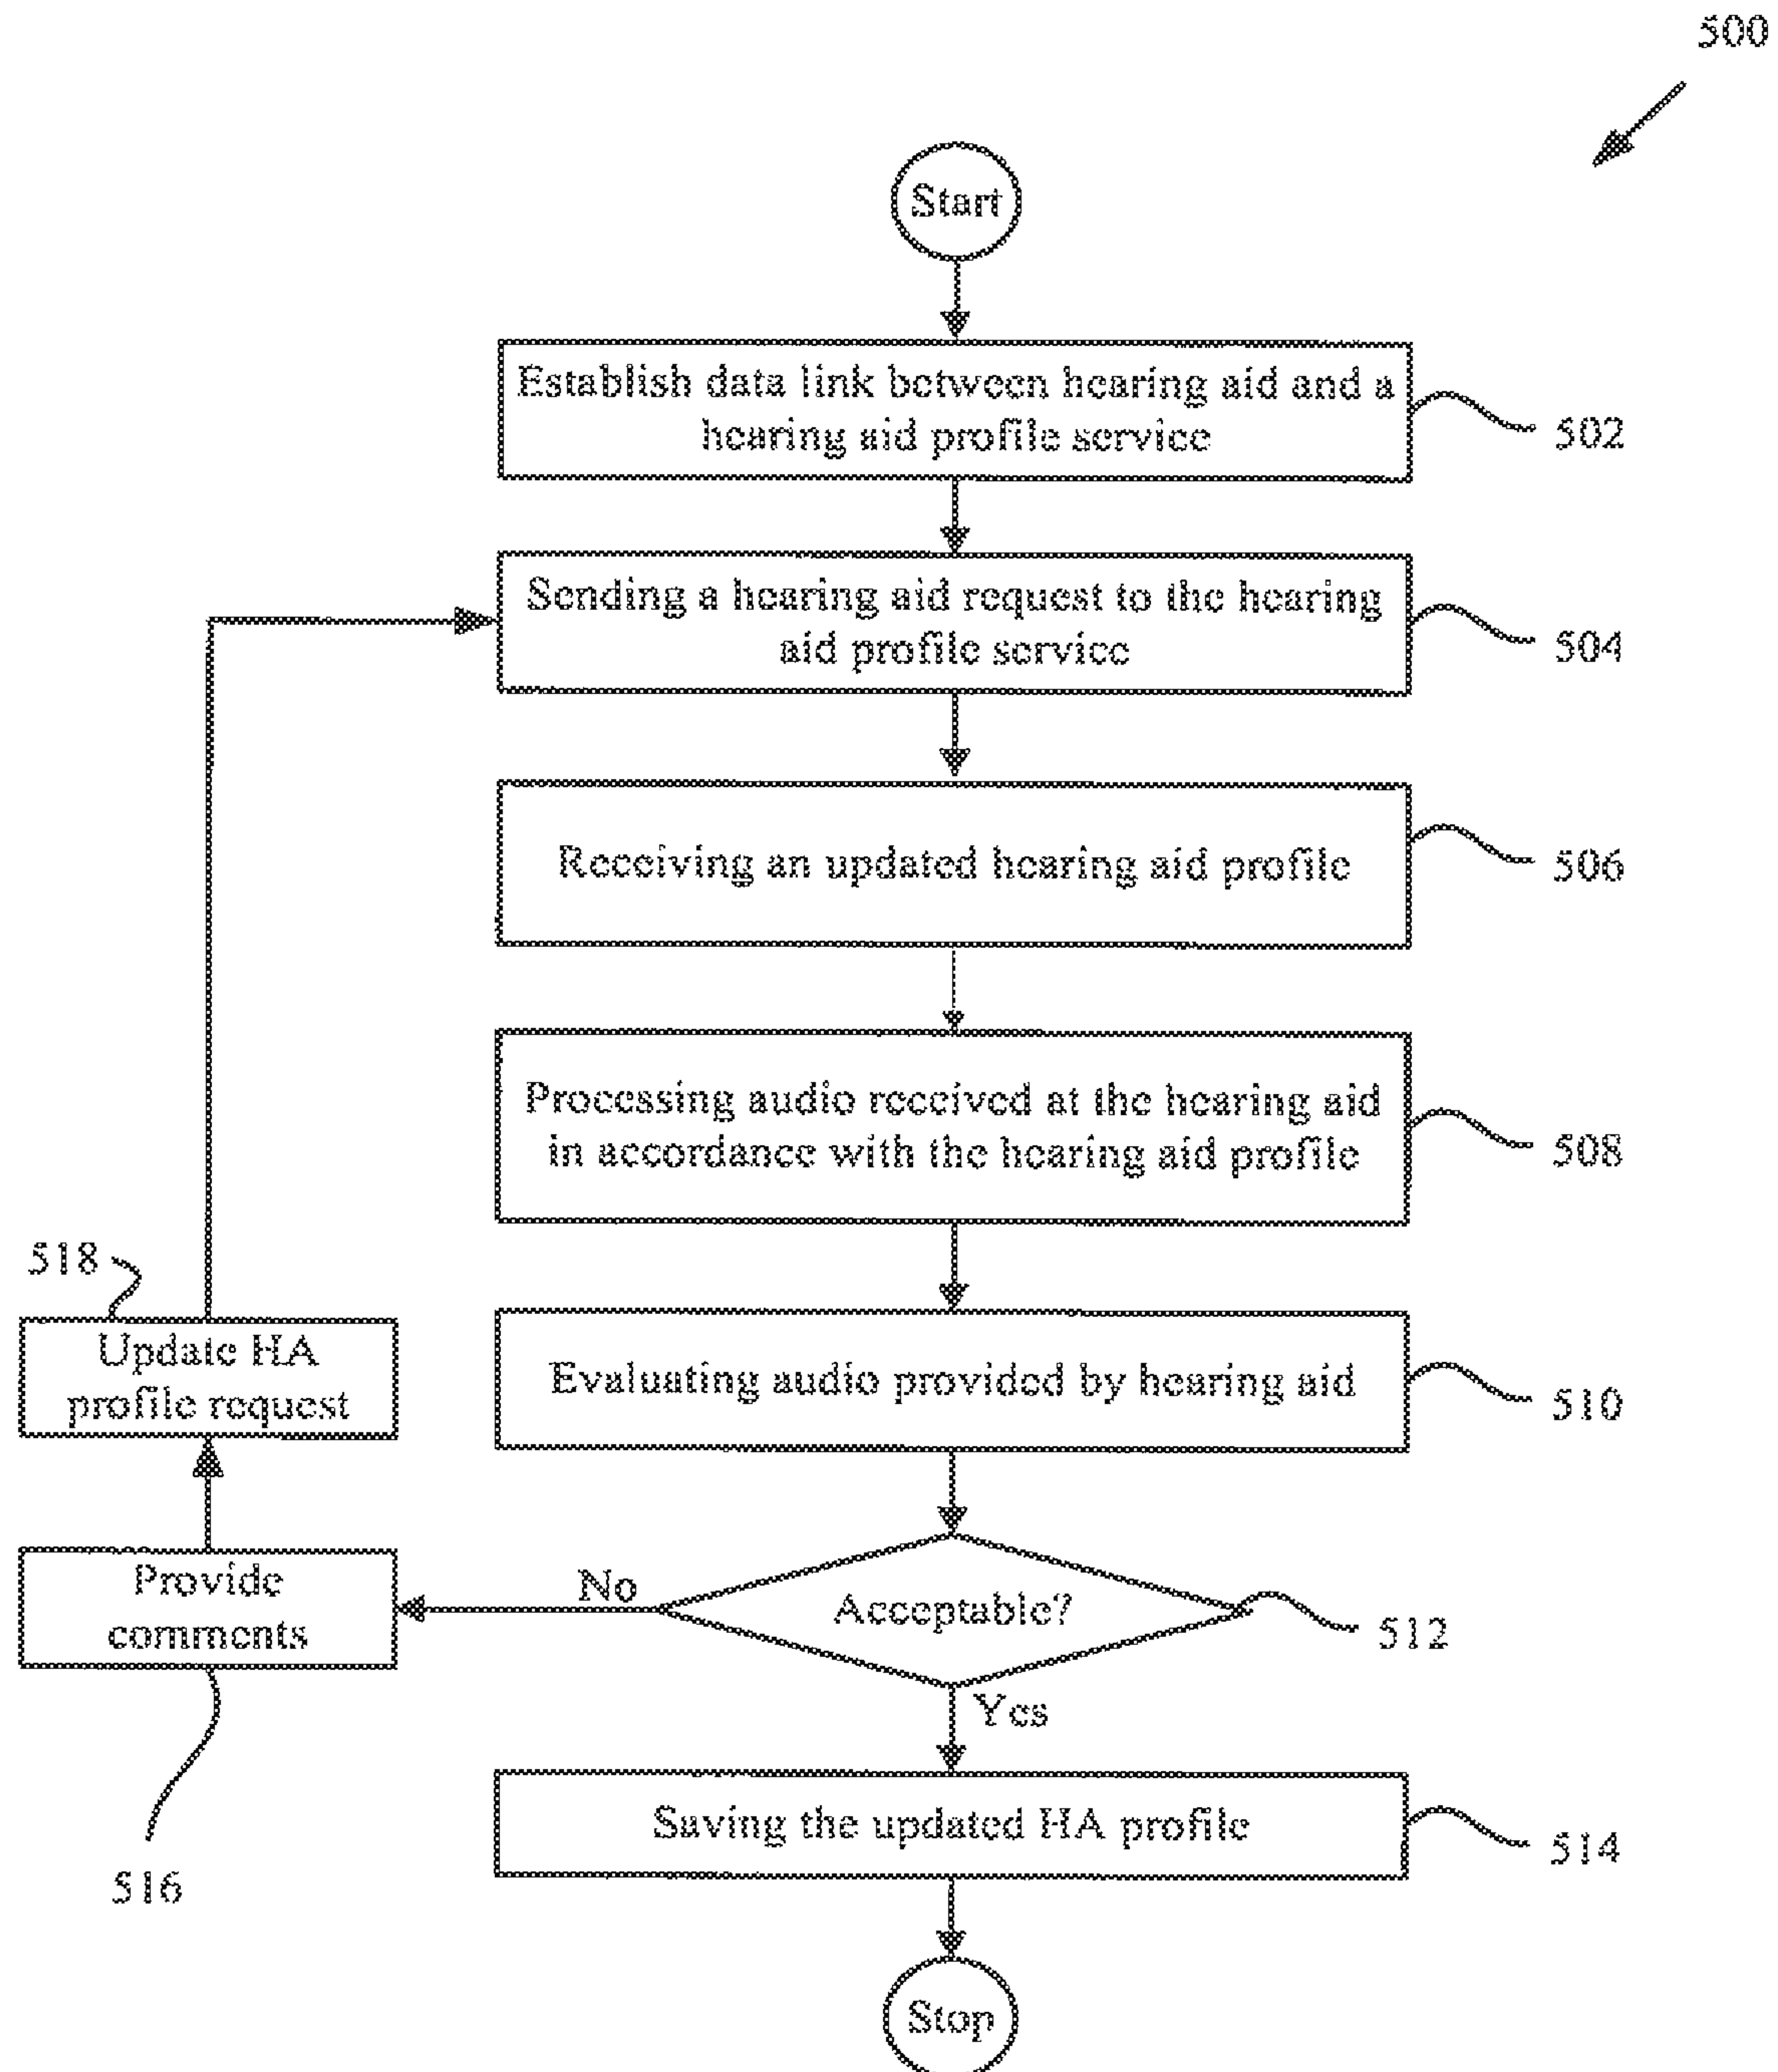 500
Start
Establish data link between hearing aid and a
hearing aid profile service
502
Sending a hearing aid request to the hearing
aid profile service
504
Receiving an updated hearing aid profile
506
Processing audio received at the hearing aid
in accordance with the hearing aid profile
508
518
Update HA
profile request
Evaluating audio provided by hearing aid
510
Provide
comments
No
Acceptable?
512
Yes
516
Saving the updated HA profile
514
Stop